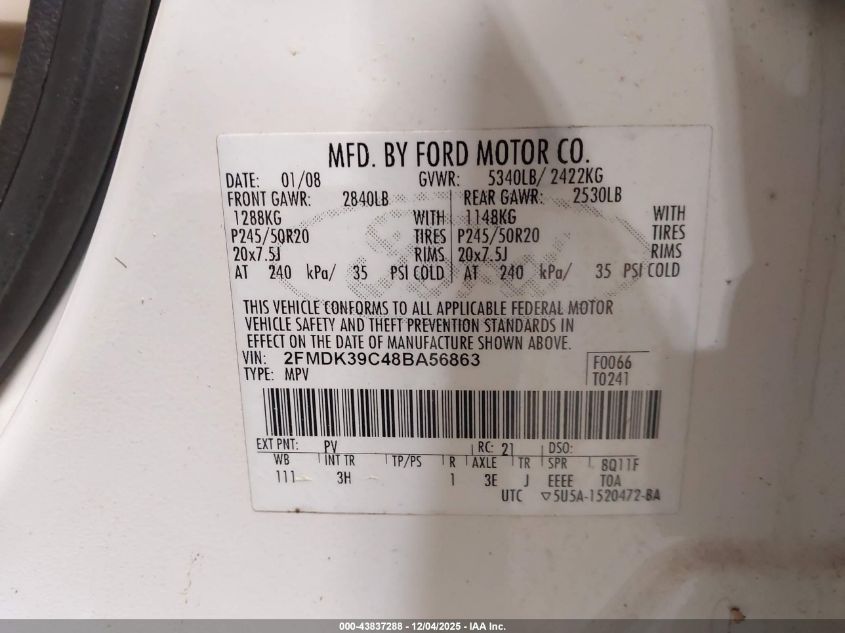 MFD. BY FORD MOTOR CO.
DATE: 01/08 GVWR: 5340LB/ 2422KG
FRONT GAWR: 2840LB REAR GAWR: 2530LB
1288KG WITH 1148KG WITH
P245/50R20 TIRES P245/50R20 TIRES
20x7.5J RIMS 20x7.5J RIMS
AT 240 kPa/ 35 PSI COLD AT 240 kPa/ 35 PSI COLD
THIS VEHICLE CONFORMS TO ALL APPLICABLE FEDERAL MOTOR
VEHICLE SAFETY AND THEFT PREVENTION STANDARDS IN
EFFECT ON THE DATE OF MANUFACTURE SHOWN ABOVE.
VIN: 2FMDK39C48BA56863 F0066
TYPE: MPV T0241
EXT PNT: PV RC: 21 DSO:
WB INT TR TP/PS R AXLE TR SPR 8Q11F
111 3H 1 3E J EEEE T0A
UTC ▽5U5A-1520472-BA
000-43837288 - 12/04/2025 - IAA Inc.